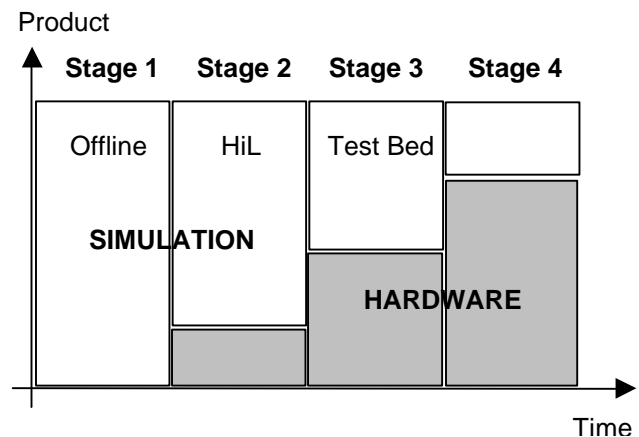 Product
Stage 1 Stage 2 Stage 3 Stage 4
Offline HiL Test Bed
SIMULATION
HARDWARE
Time